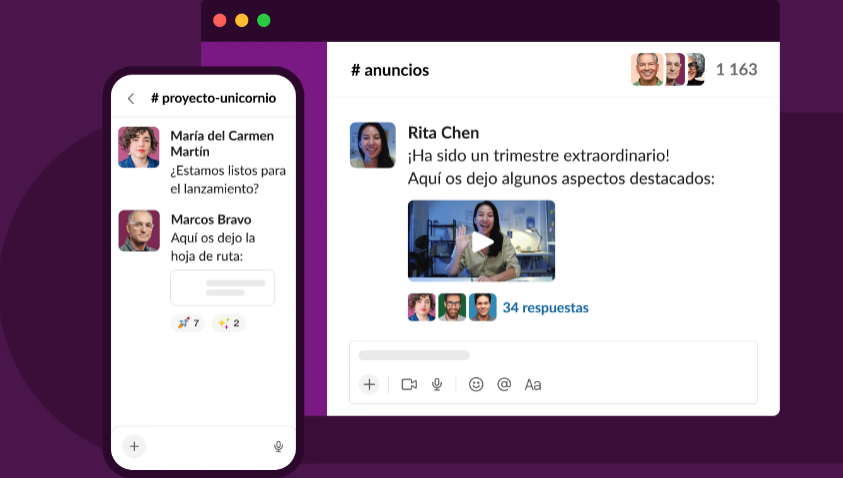 # proyecto-unicornio
María del Carmen
Martín
¿Estamos listos para
el lanzamiento?
Marcos Bravo
Aquí os dejo la
hoja de ruta:
7
2
# anuncios
1 163
Rita Chen
¡Ha sido un trimestre extraordinario!
Aquí os dejo algunos aspectos destacados:
34 respuestas
@
Aa